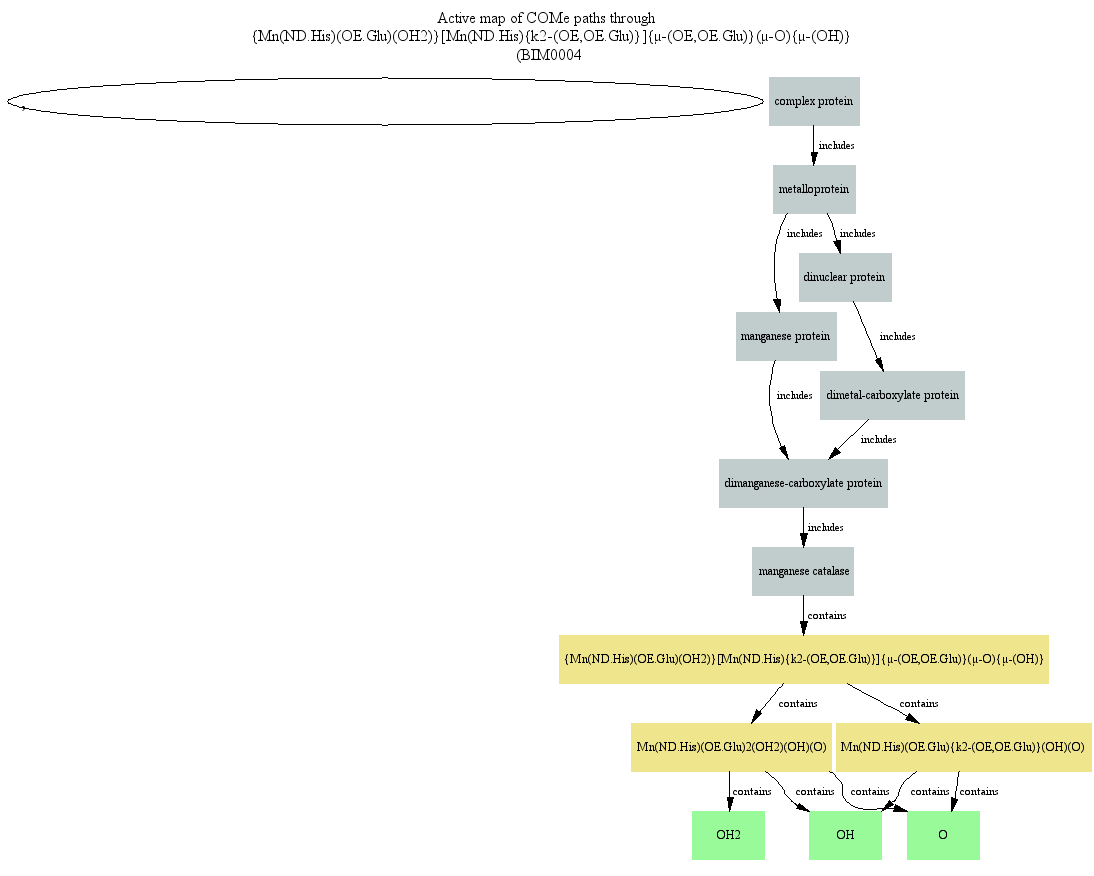 Active map of COMe paths through
{Mn(ND.His)(OE.Glu)(OH2)}[Mn(ND.His){k2-(OE,OE.Glu)}]{μ-(OE,OE.Glu)}(μ-O){μ-(OH)}
(BIM0004
,
complex protein
includes
metalloprotein
includes
includes
dinuclear protein
manganese protein
includes
includes
dimetal-carboxylate protein
includes
dimanganese-carboxylate protein
includes
manganese catalase
contains
{Mn(ND.His)(OE.Glu)(OH2)}[Mn(ND.His){k2-(OE,OE.Glu)}]{μ-(OE,OE.Glu)}(μ-O){μ-(OH)}
contains
contains
Mn(ND.His)(OE.Glu)2(OH2)(OH)(O)
Mn(ND.His)(OE.Glu){k2-(OE,OE.Glu)}(OH)(O)
contains
contains
contains
contains
contains
OH2
OH
O